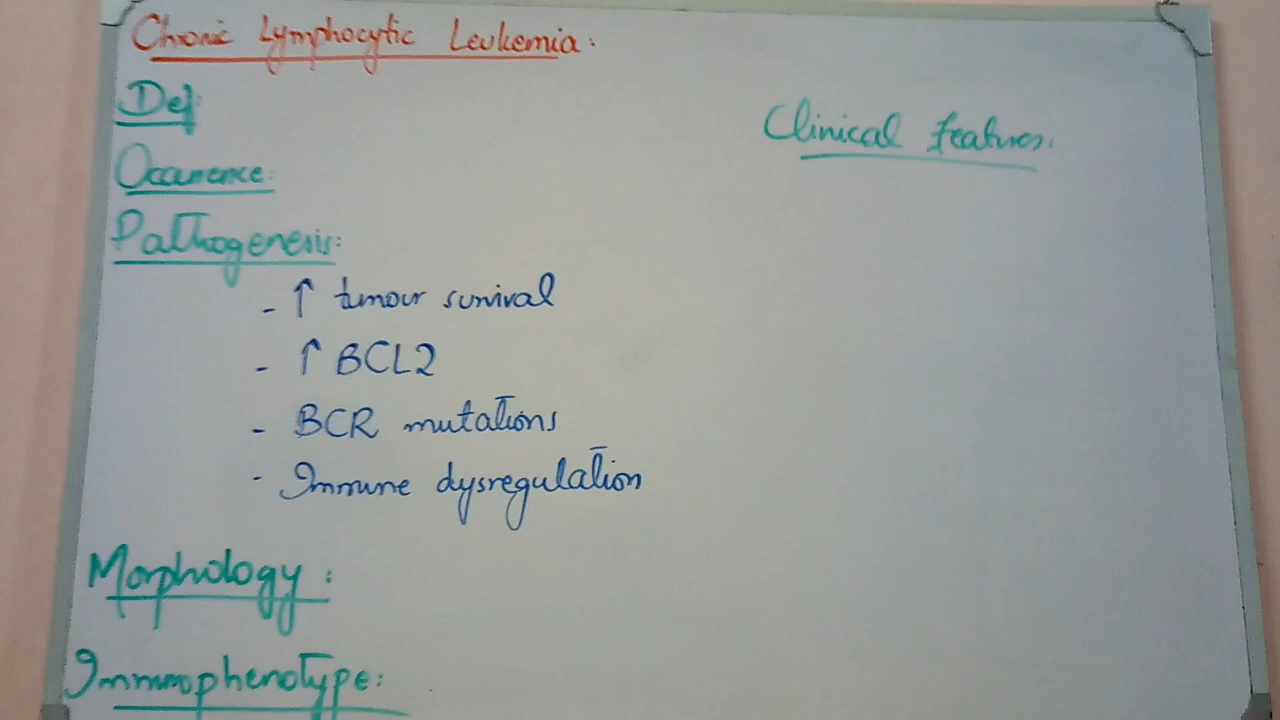 Chronic Lymphocytic Leukemia:
Def:
Occurrence:
Pathogenesis:
- ↑ tumour survival
- ↑ BCL2
- BCR mutations
- Immune dysregulation
Morphology:
Immunophenotype:
Clinical features: